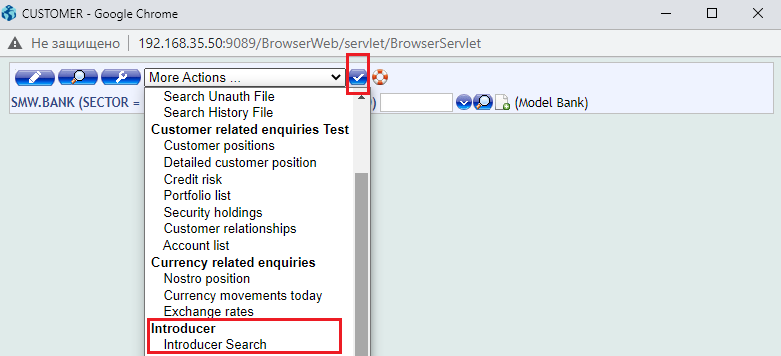 CUSTOMER - Google Chrome
Не защищено | 192.168.35.50:9089/BrowserWeb/servlet/BrowserServlet
More Actions ...
SMW.BANK (SECTOR = ) (Model Bank)
Search Unauth File
Search History File
Customer related enquiries Test
Customer positions
Detailed customer position
Credit risk
Portfolio list
Security holdings
Customer relationships
Account list
Currency related enquiries
Nostro position
Currency movements today
Exchange rates
Introducer
Introducer Search